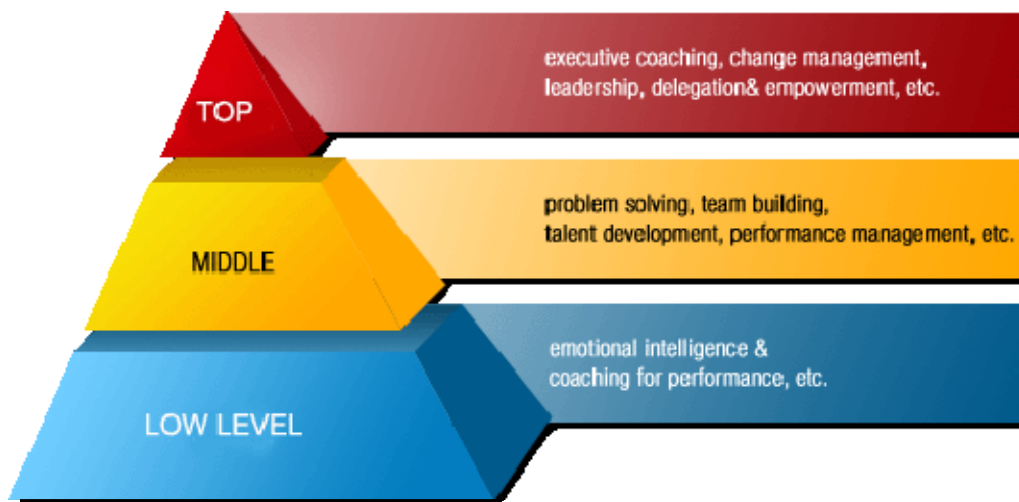 TOP
executive coaching, change management,
leadership, delegation& empowerment, etc.
MIDDLE
problem solving, team building,
talent development, performance management, etc.
LOW LEVEL
emotional intelligence &
coaching for performance, etc.